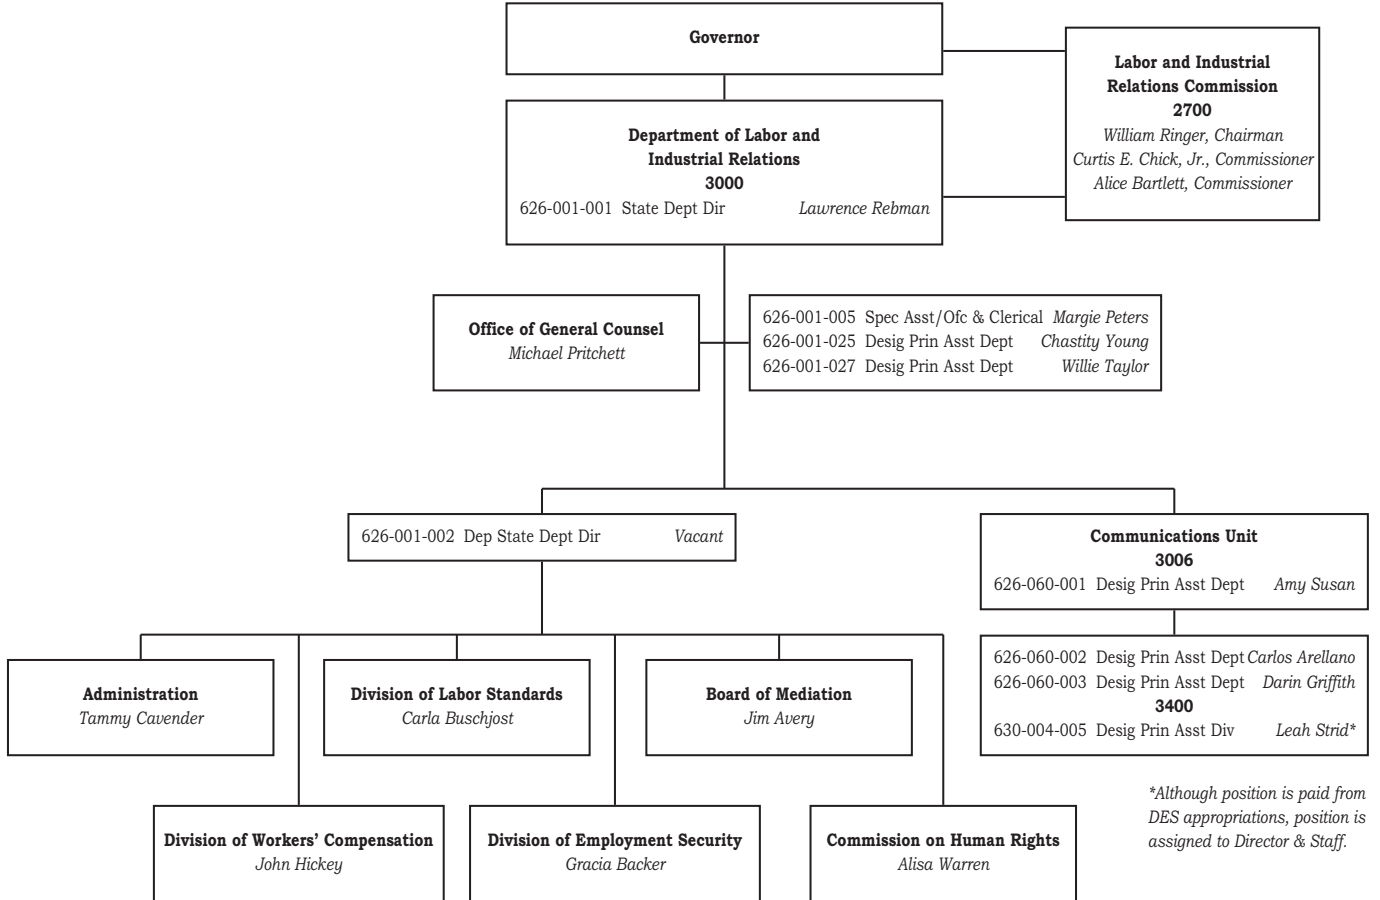 Governor
Labor and Industrial
Relations Commission
2700
William Ringer, Chairman
Curtis E. Chick, Jr., Commissioner
Alice Bartlett, Commissioner
Department of Labor and
Industrial Relations
3000
626-001-001 State Dept Dir Lawrence Rebman
Office of General Counsel
Michael Pritchett
626-001-005 Spec Asst/Ofc & Clerical Margie Peters
626-001-025 Desig Prin Asst Dept Chastity Young
626-001-027 Desig Prin Asst Dept Willie Taylor
626-001-002 Dep State Dept Dir Vacant
Communications Unit
3006
626-060-001 Desig Prin Asst Dept Amy Susan
626-060-002 Desig Prin Asst Dept Carlos Arellano
626-060-003 Desig Prin Asst Dept Darin Griffith
3400
630-004-005 Desig Prin Asst Div Leah Strid*
Administration
Tammy Cavender
Division of Labor Standards
Carla Buschjost
Board of Mediation
Jim Avery
*Although position is paid from
DES appropriations, position is
assigned to Director & Staff.
Division of Workers' Compensation
John Hickey
Division of Employment Security
Gracia Backer
Commission on Human Rights
Alisa Warren